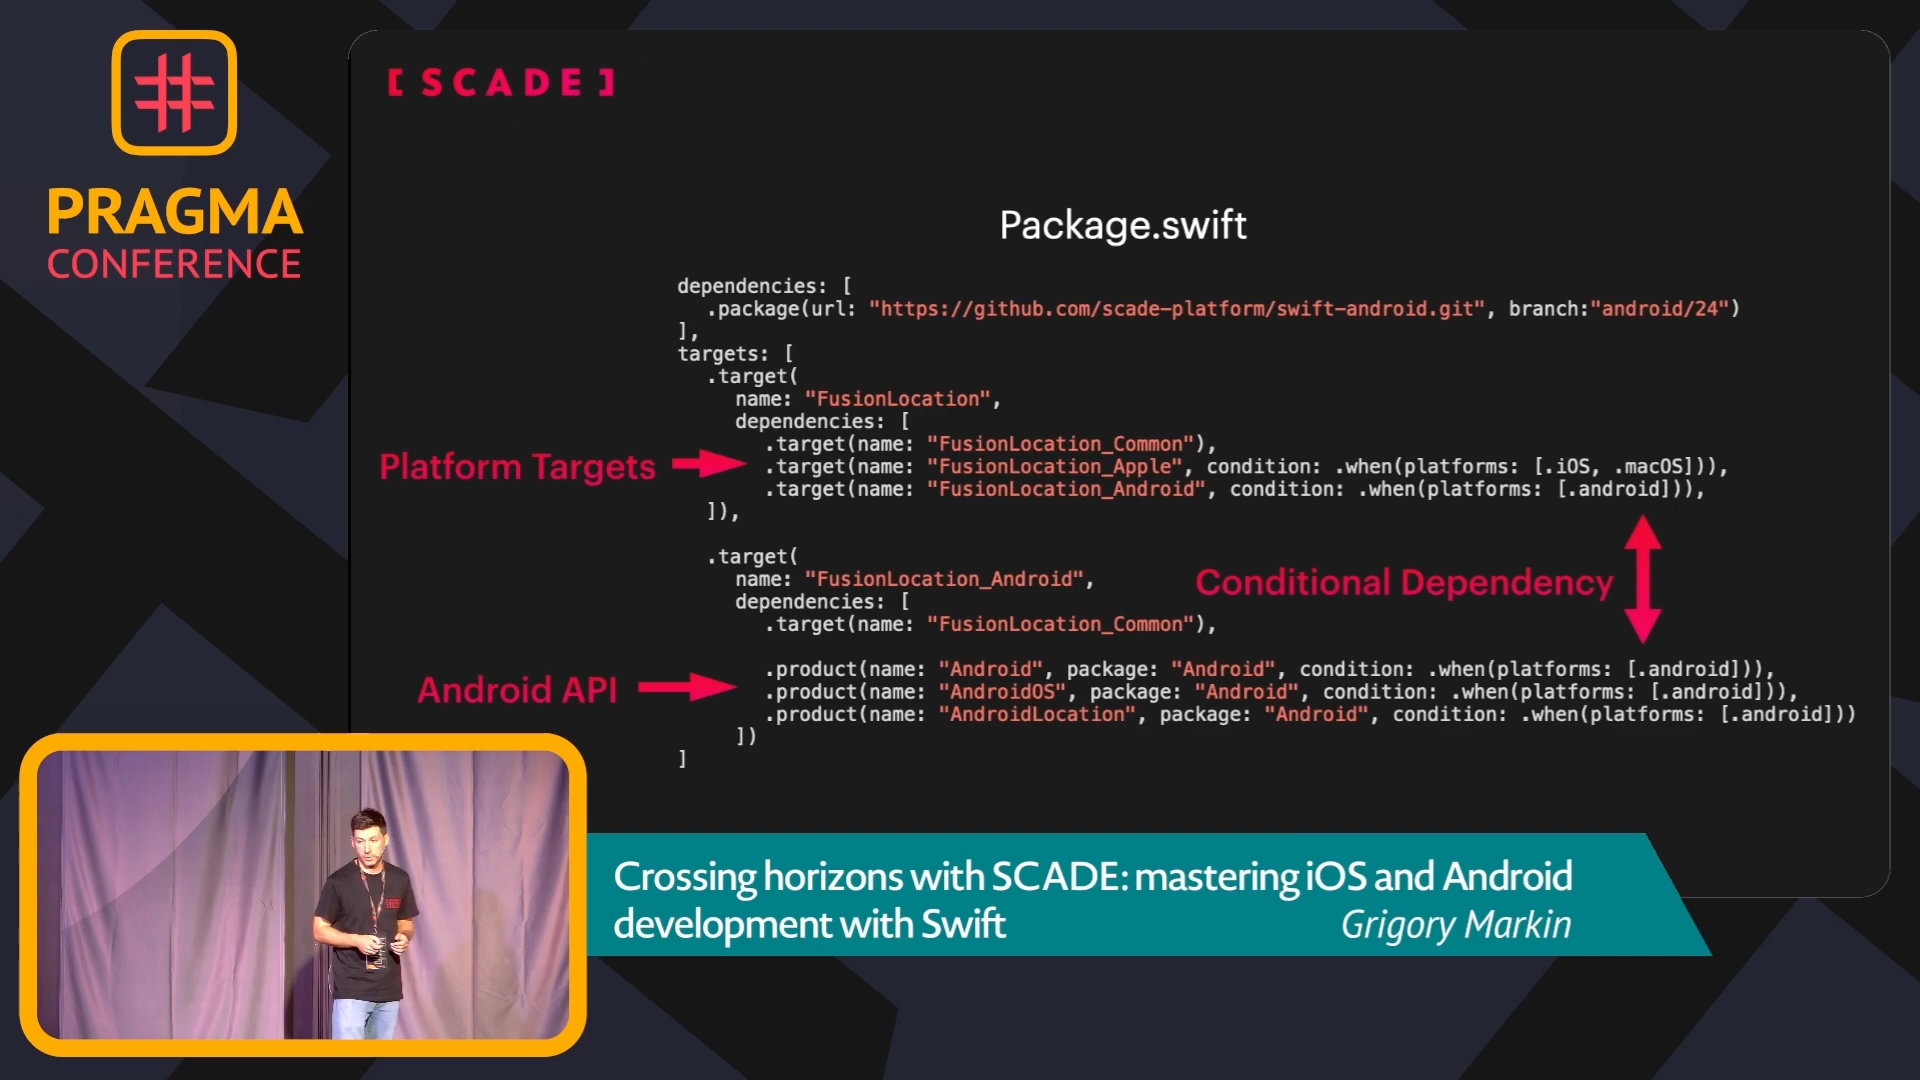 PRAGMA
CONFERENCE
[ SCADE ]
Package.swift
dependencies: [
.package(url: "https://github.com/scade-platform/swift-android.git", branch:"android/24")
],
targets: [
.target(
name: "FusionLocation",
dependencies: [
.target(name: "FusionLocation_Common"),
Platform Targets
.target(name: "FusionLocation_Apple", condition: .when(platforms: [.iOS, .macOS])),
.target(name: "FusionLocation_Android", condition: .when(platforms: [.android])),
]),
.target(
name: "FusionLocation_Android",
Conditional Dependency
dependencies: [
.target(name: "FusionLocation_Common"),
.product(name: "Android", package: "Android", condition: .when(platforms: [.android])),
Android API
.product(name: "AndroidOS", package: "Android", condition: .when(platforms: [.android])),
.product(name: "AndroidLocation", package: "Android", condition: .when(platforms: [.android]))
])
]
Crossing horizons with SCADE: mastering iOS and Android
development with Swift
Grigory Markin